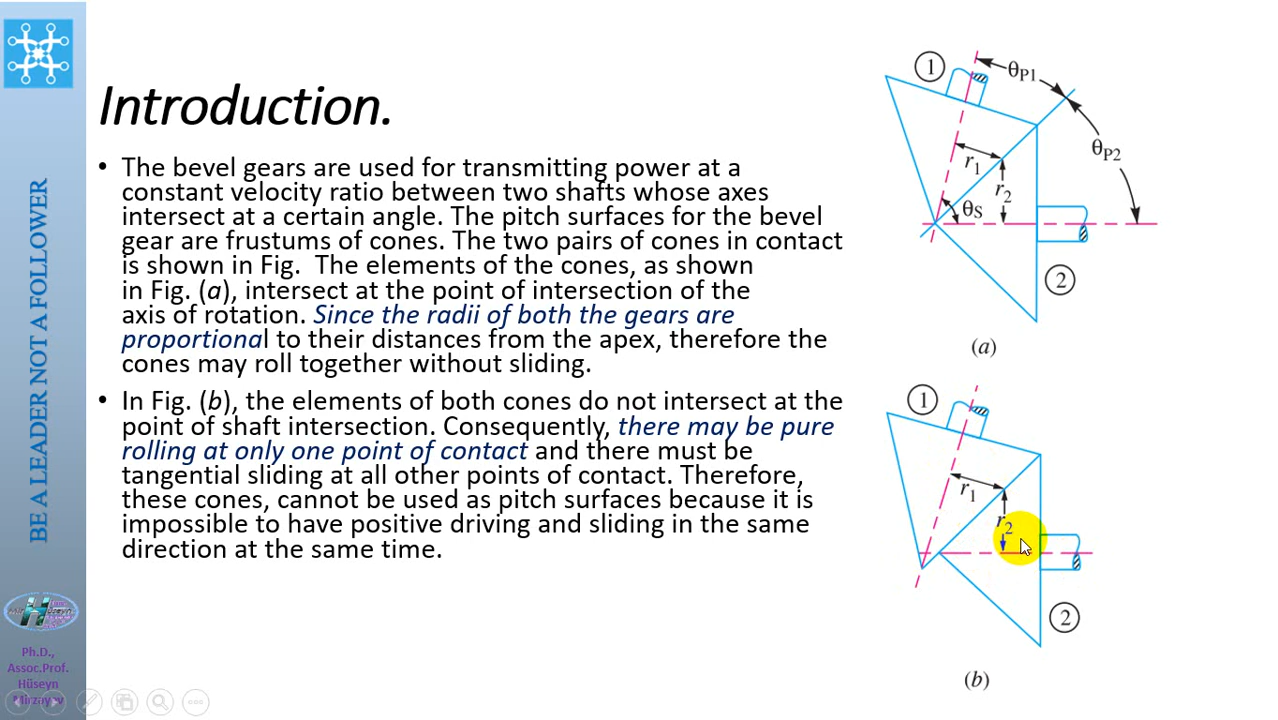 BE A LEADER NOT A FOLLOWER
Introduction.
• The bevel gears are used for transmitting power at a
constant velocity ratio between two shafts whose axes
intersect at a certain angle. The pitch surfaces for the bevel
gear are frustums of cones. The two pairs of cones in contact
is shown in Fig. The elements of the cones, as shown
in Fig. (a), intersect at the point of intersection of the
axis of rotation. Since the radii of both the gears are
proportional to their distances from the apex, therefore the
cones may roll together without sliding.
• In Fig. (b), the elements of both cones do not intersect at the
point of shaft intersection. Consequently, there may be pure
rolling at only one point of contact and there must be
tangential sliding at all other points of contact. Therefore,
these cones, cannot be used as pitch surfaces because it is
impossible to have positive driving and sliding in the same
direction at the same time.
1
θP1
θP2
r1
r2
θS
2
(a)
1
r1
r2
2
(b)
Hüseyn
Ph.D.,
Assoc.Prof.
Hüseyn
Mirzayev